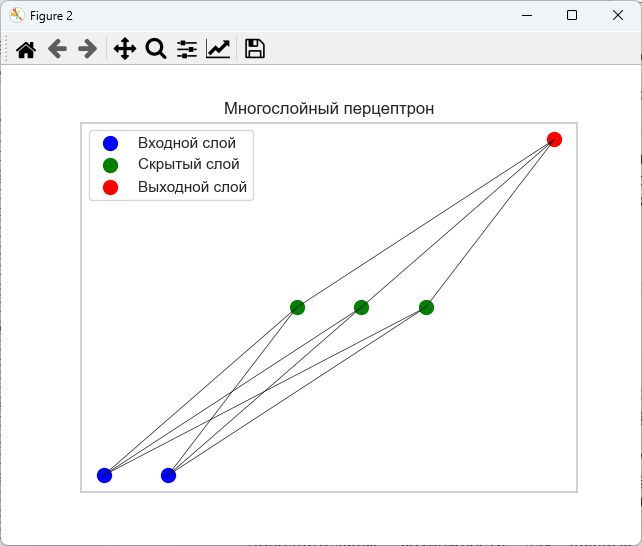 Figure 2
Многослойный перцептрон
Входной слой
Скрытый слой
Выходной слой